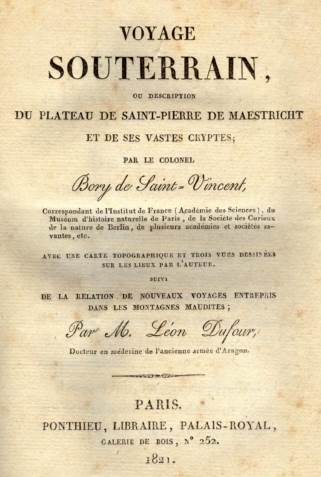 VOYAGE
SOUTERRAIN,
OU DESCRIPTION
DU PLATEAU DE SAINT-PIERRE DE MAESTRICHT
ET DE SES VASTES CRYPTES;
PAR LE COLONEL
Bory de Saint-Vincent,
Correspondant de l'Institut de France (Académie des Sciences), du
Muséum d'histoire naturelle de Paris, de la Société des Curieux
de la nature de Berlin, de plusieurs académies et sociétés sa-
vantes, etc.
AVEC UNE CARTE TOPOGRAPHIQUE ET TROIS VUES DESSINÉES
SUR LES LIEUX PAR L'AUTEUR.
SUIVI
DE LA RELATION DE NOUVEAUX VOYAGES ENTREPRIS
DANS LES MONTAGNES MAUDITES;
Par M. Léon Dufour,
Docteur en médecine de l'ancienne armée d'Aragon.
PARIS.
PONTHIEU, LIBRAIRE, PALAIS-ROYAL,
GALERIE DE BOIS, N° 252.
1821.